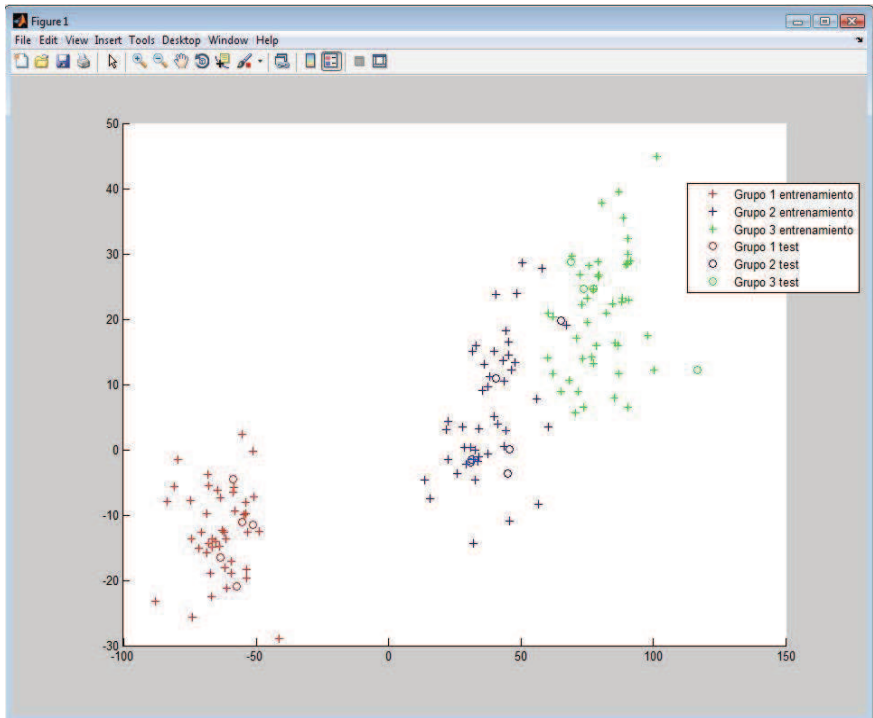 Figure 1
File Edit View Insert Tools Desktop Window Help
50
40
30
20
10
0
-10
-20
-30
-100
-50
0
50
100
150
Grupo 1 entrenamiento
Grupo 2 entrenamiento
Grupo 3 entrenamiento
Grupo 1 test
Grupo 2 test
Grupo 3 test